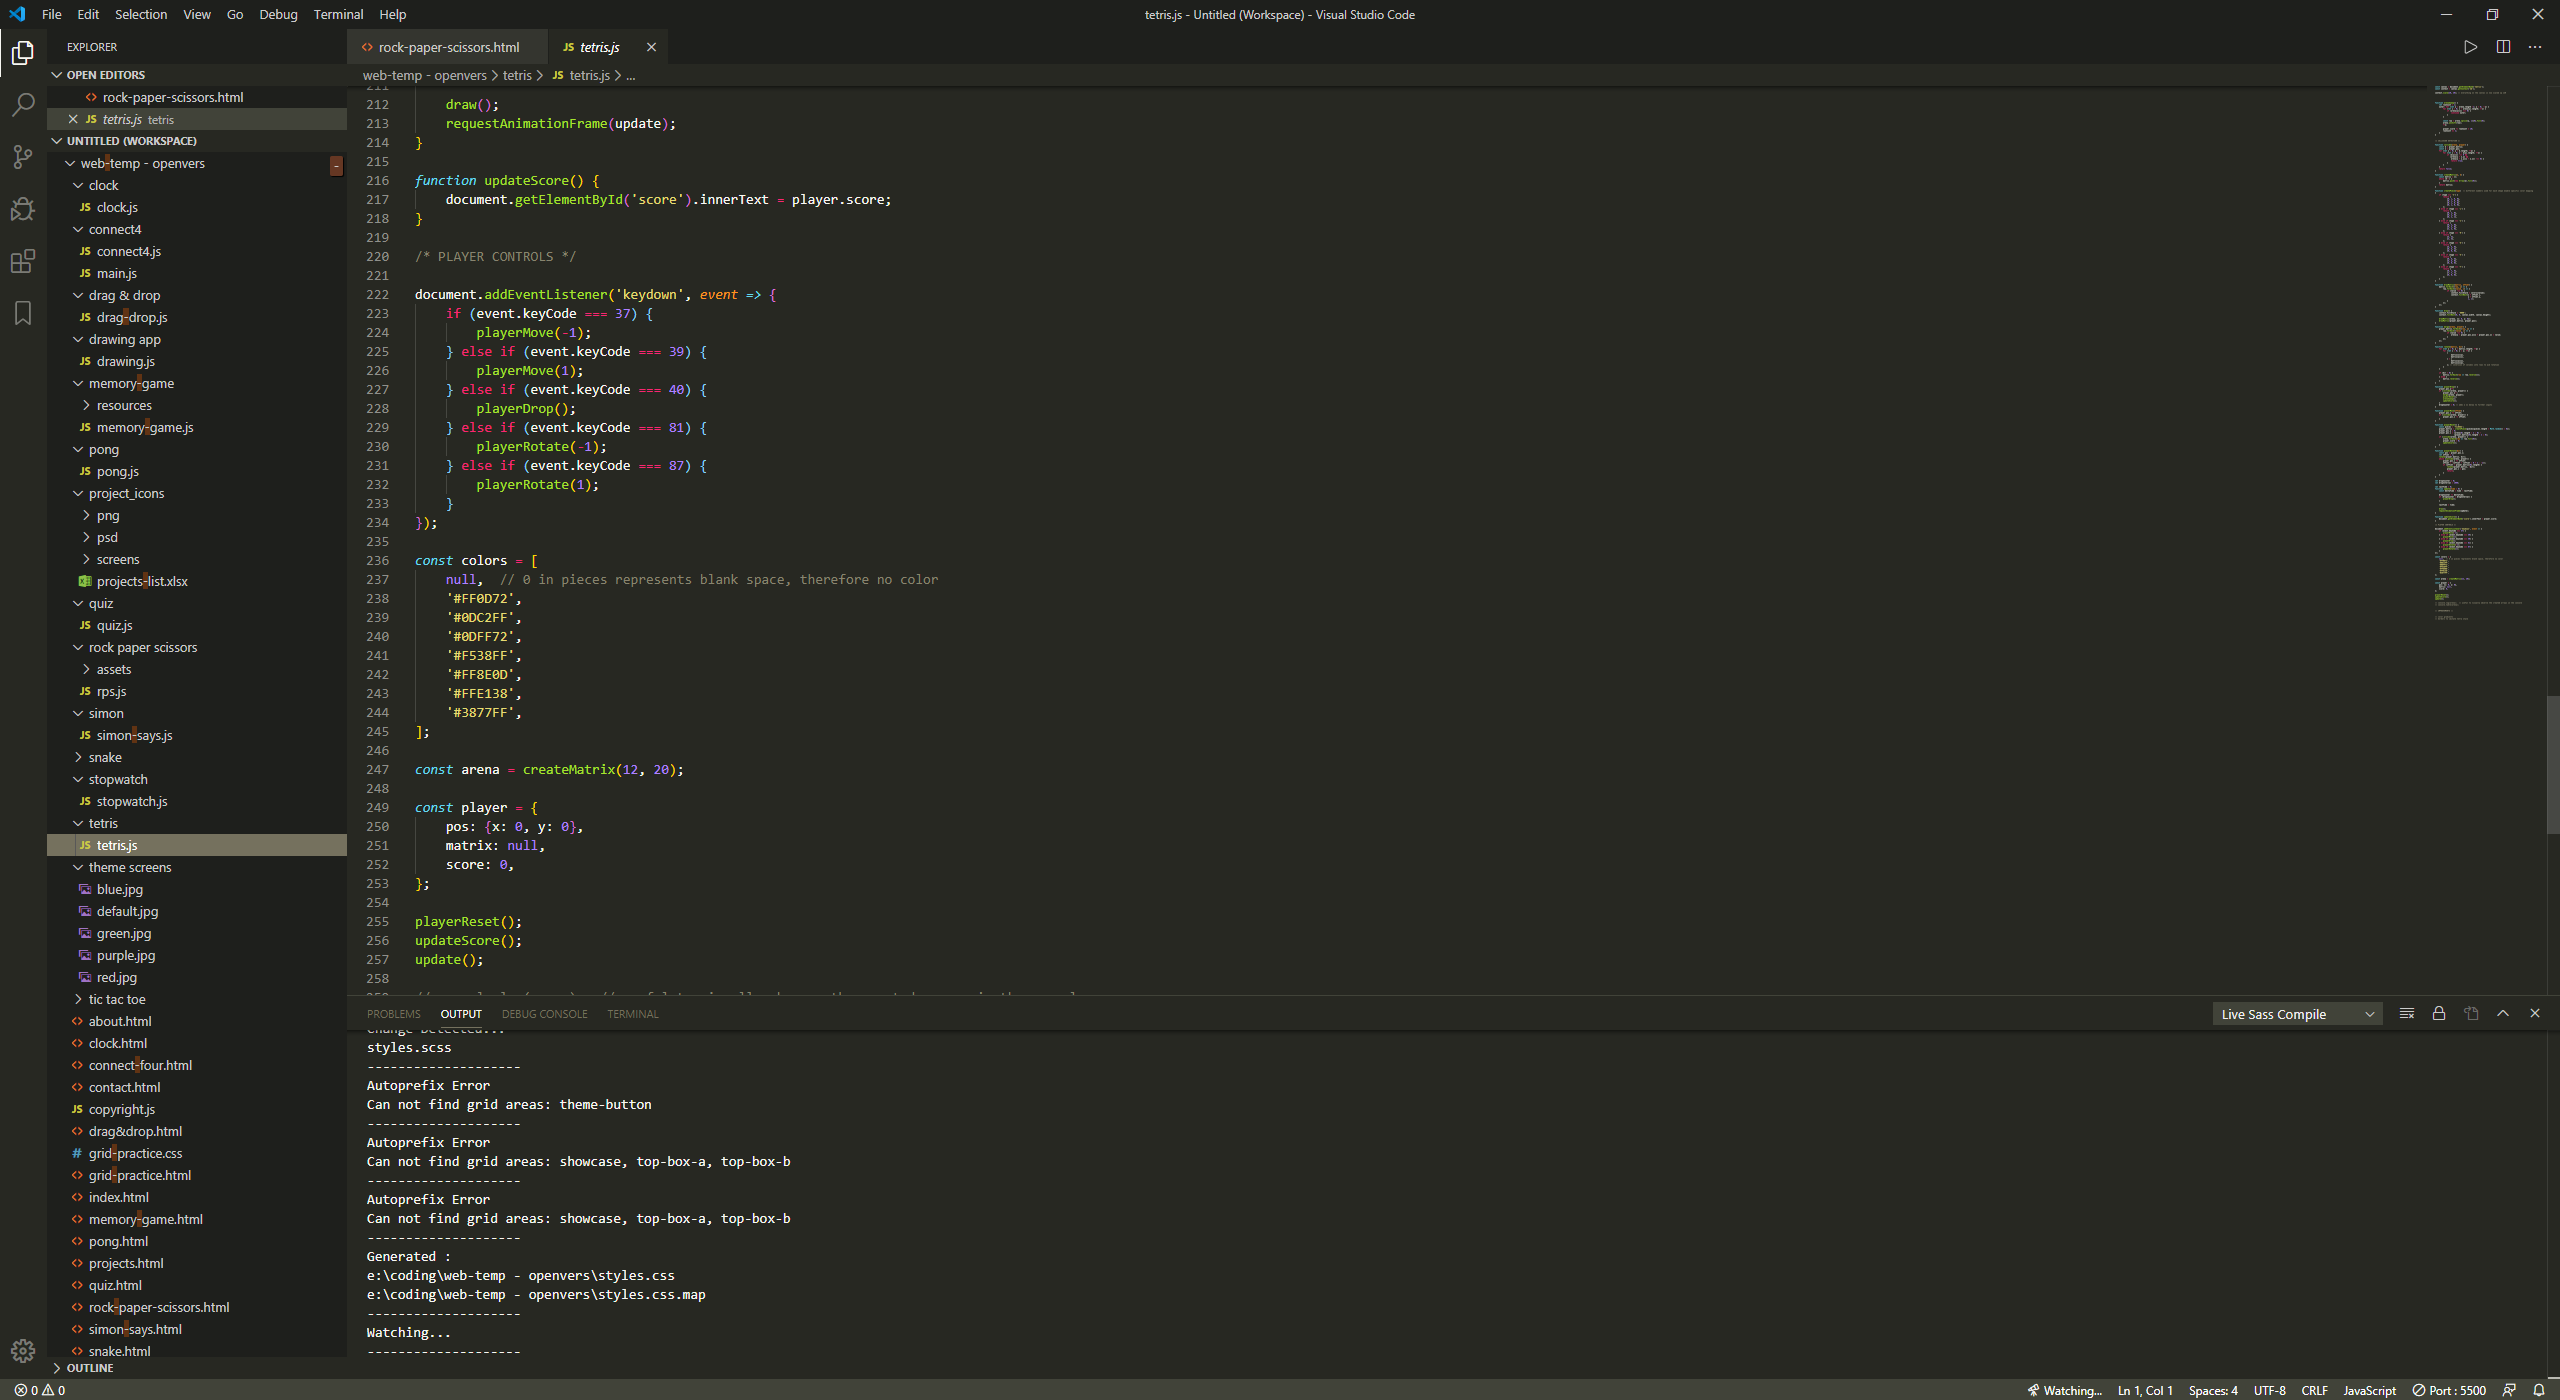 File Edit Selection View Go Debug Terminal Help
tetris.js - Untitled (Workspace) - Visual Studio Code
EXPLORER
OPEN EDITORS
rock-paper-scissors.html
tetris.js tetris
UNTITLED (WORKSPACE)
web-temp - openvers
clock
clock.js
connect4
connect4.js
main.js
drag & drop
drag-drop.js
drawing app
drawing.js
memory-game
resources
memory-game.js
pong
pong.js
project_icons
png
psd
screens
projects-list.xlsx
quiz
quiz.js
rock paper scissors
assets
rps.js
simon
simon-says.js
snake
stopwatch
stopwatch.js
tetris
tetris.js
theme screens
blue.jpg
default.jpg
green.jpg
purple.jpg
red.jpg
tic tac toe
about.html
clock.html
connect-four.html
contact.html
copyright.js
drag&drop.html
grid-practice.css
grid-practice.html
index.html
memory-game.html
pong.html
projects.html
quiz.html
rock-paper-scissors.html
simon-says.html
snake.html
OUTLINE
rock-paper-scissors.html
JS tetris.js
web-temp - openvers > tetris > JS tetris.js > ...
211
212 draw();
213 requestAnimationFrame(update);
214 }
215
216 function updateScore() {
217 document.getElementById('score').innerText = player.score;
218 }
219
220 /* PLAYER CONTROLS */
221
222 document.addEventListener('keydown', event => {
223 if (event.keyCode === 37) {
224 playerMove(-1);
225 } else if (event.keyCode === 39) {
226 playerMove(1);
227 } else if (event.keyCode === 40) {
228 playerDrop();
229 } else if (event.keyCode === 81) {
230 playerRotate(-1);
231 } else if (event.keyCode === 87) {
232 playerRotate(1);
233 }
234 });
235
236 const colors = [
237 null, // 0 in pieces represents blank space, therefore no color
238 '#FF0D72',
239 '#0DC2FF',
240 '#0DFF72',
241 '#F538FF',
242 '#FF8E0D',
243 '#FFE138',
244 '#3877FF',
245 ];
246
247 const arena = createMatrix(12, 20);
248
249 const player = {
250 pos: {x: 0, y: 0},
251 matrix: null,
252 score: 0,
253 };
254
255 playerReset();
256 updateScore();
257 update();
258
PROBLEMS OUTPUT DEBUG CONSOLE TERMINAL
Live Sass Compile
Change Detected...
styles.scss
--------------------
Autoprefix Error
Can not find grid areas: theme-button
--------------------
Autoprefix Error
Can not find grid areas: showcase, top-box-a, top-box-b
--------------------
Autoprefix Error
Can not find grid areas: showcase, top-box-a, top-box-b
--------------------
Generated :
e:\coding\web-temp - openvers\styles.css
e:\coding\web-temp - openvers\styles.css.map
--------------------
Watching...
--------------------
0 0
Watching... Ln 1, Col 1 Spaces: 4 UTF-8 CRLF JavaScript Port : 5500